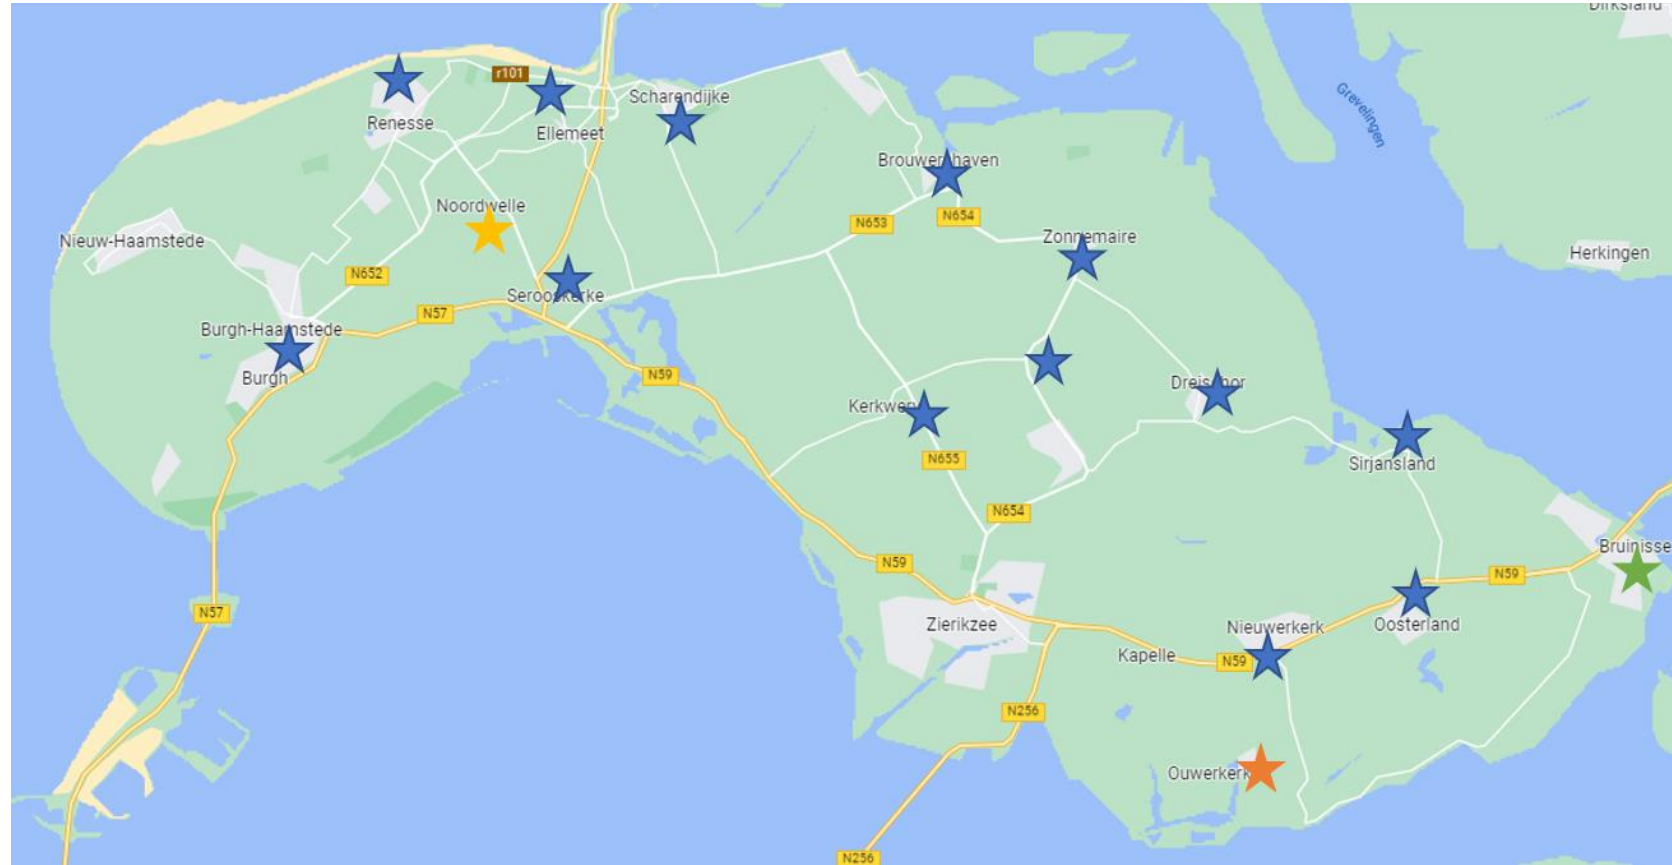 Dirksland
r101
Scharendijke
Renesse
Ellemeet
Grevelingen
Brouwershaven
Noordwelle
N653
N654
Zonnemaire
Nieuw-Haamstede
Herkingen
N652
Serooskerke
N57
Burgh-Haamstede
Burgh
N59
Dreischor
Kerkwerve
N655
Sirjansland
N654
Bruinisse
N59
N59
N57
Zierikzee
Nieuwerkerk
Oosterland
Kapelle
N59
N256
Ouwerkerk
N256